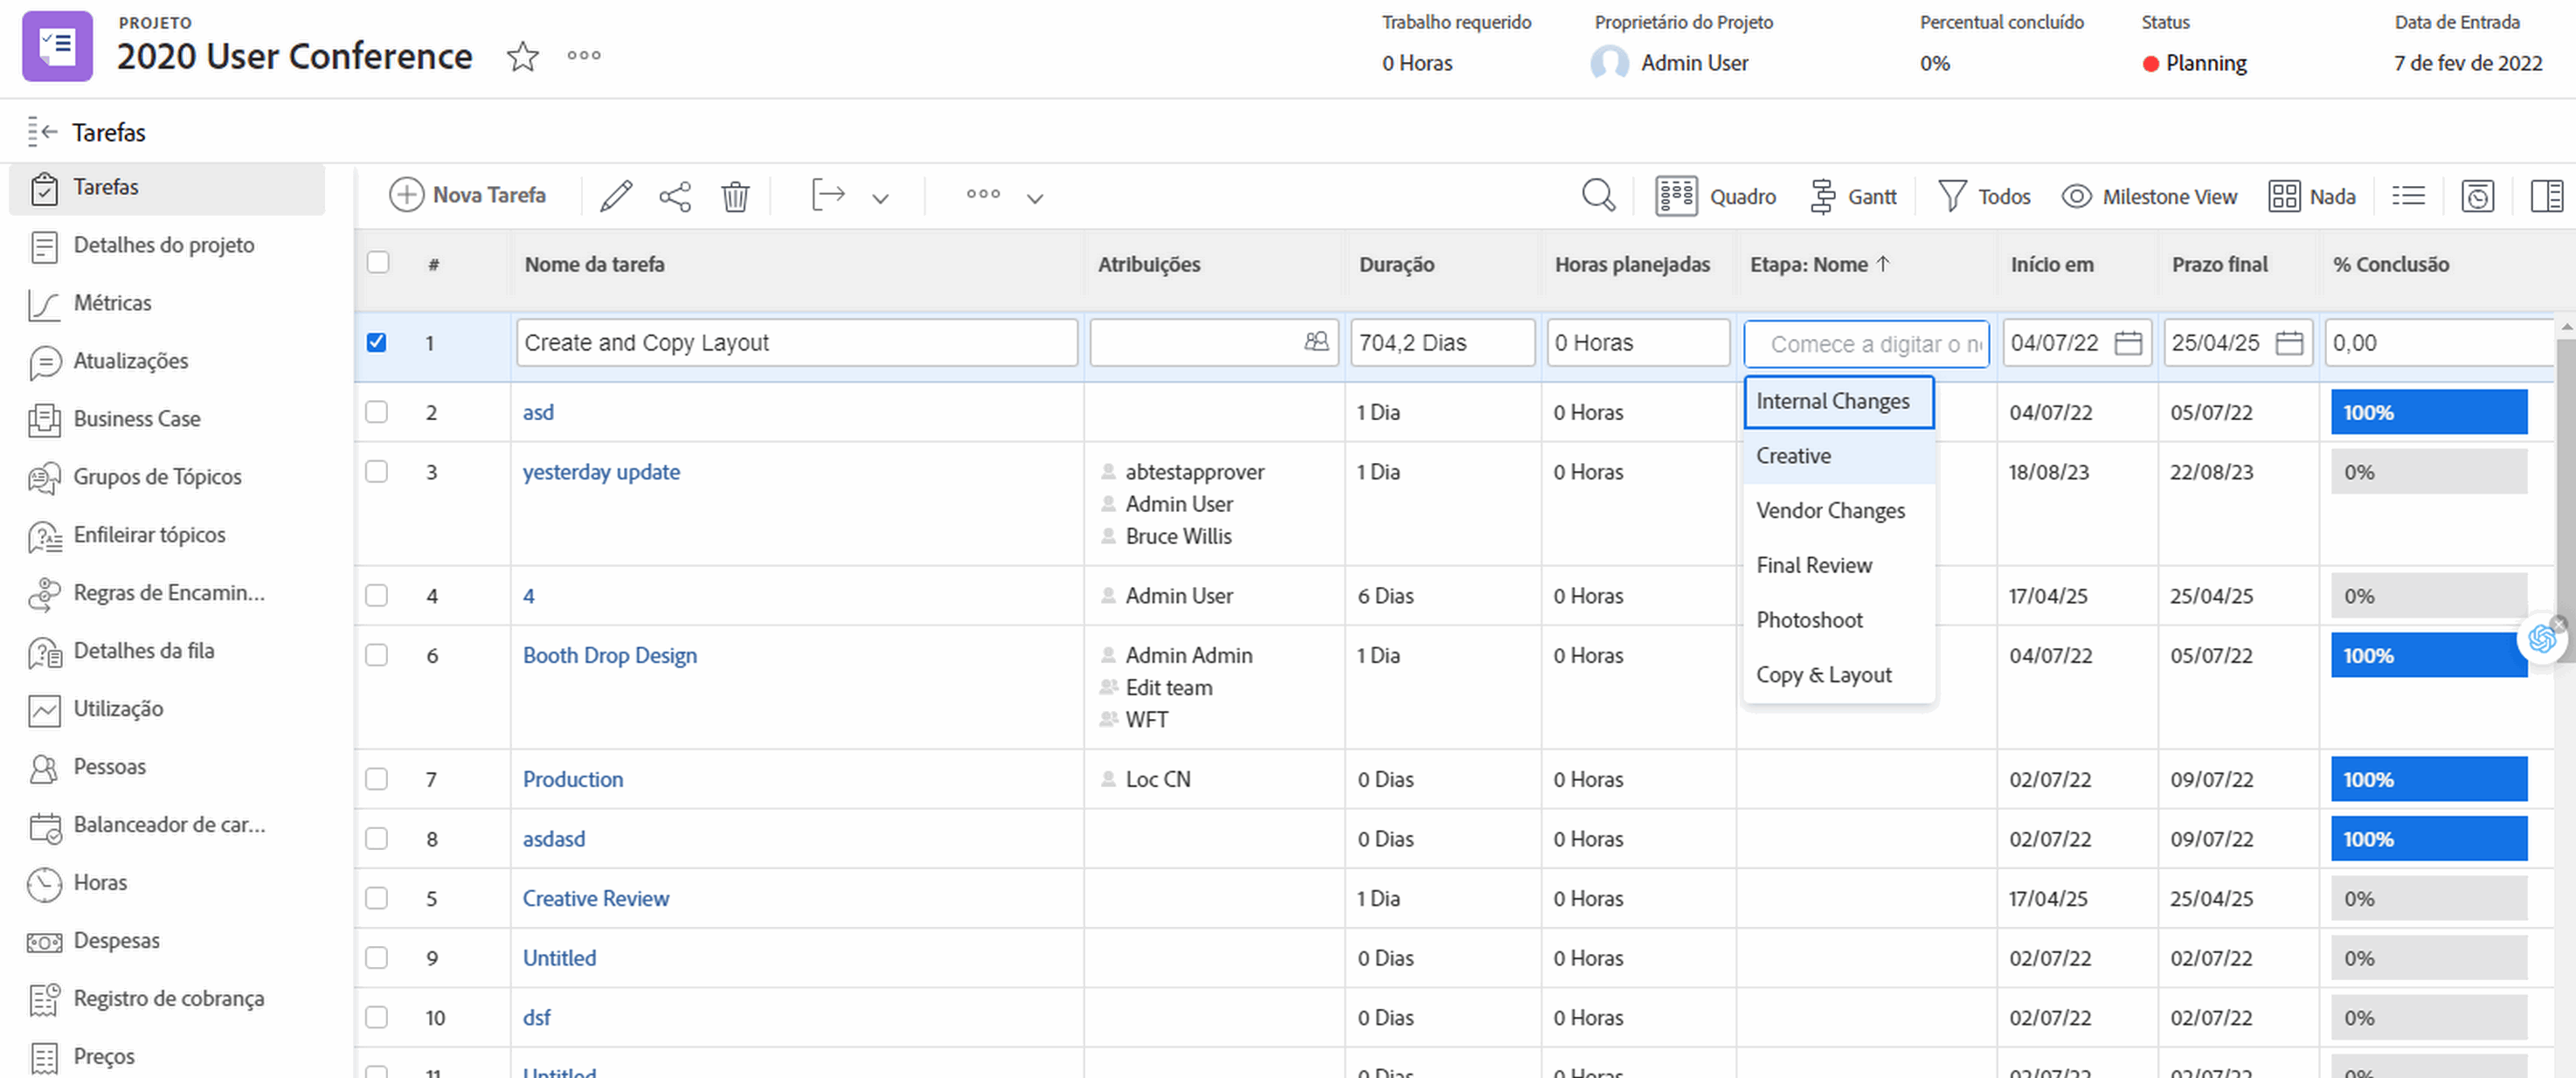 PROJETO
2020 User Conference
Trabalho requerido
0 Horas
Proprietário do Projeto
Admin User
Percentual concluído
0%
Status
Planning
Data de Entrada
7 de fev de 2022
Tarefas
Tarefas
Detalhes do projeto
Métricas
Atualizações
Business Case
Grupos de Tópicos
Enfileirar tópicos
Regras de Encamin...
Detalhes da fila
Utilização
Pessoas
Balanceador de car...
Horas
Despesas
Registro de cobrança
Preços
Nova Tarefa
Quadro
Gantt
Todos
Milestone View
Nada
# Nome da tarefa Atribuições Duração Horas planejadas Etapa: Nome ↑ Início em Prazo final % Conclusão
1 Create and Copy Layout 704,2 Dias 0 Horas Comece a digitar o n 04/07/22 25/04/25 0,00
Internal Changes
Creative
Vendor Changes
Final Review
Photoshoot
Copy & Layout
2 asd 1 Dia 0 Horas 04/07/22 05/07/22 100%
3 yesterday update abtestapprover 1 Dia 0 Horas 18/08/23 22/08/23 0%
Admin User
Bruce Willis
4 4 Admin User 6 Dias 0 Horas 17/04/25 25/04/25 0%
6 Booth Drop Design Admin Admin 1 Dia 0 Horas 04/07/22 05/07/22 100%
Edit team
WFT
7 Production Loc CN 0 Dias 0 Horas 02/07/22 09/07/22 100%
8 asdasd 0 Dias 0 Horas 02/07/22 09/07/22 100%
5 Creative Review 1 Dia 0 Horas 17/04/25 25/04/25 0%
9 Untitled 0 Dias 0 Horas 02/07/22 02/07/22 0%
10 dsf 0 Dias 0 Horas 02/07/22 02/07/22 0%
11 Untitled 0 Dias 0 Horas 02/07/22 02/07/22 0%